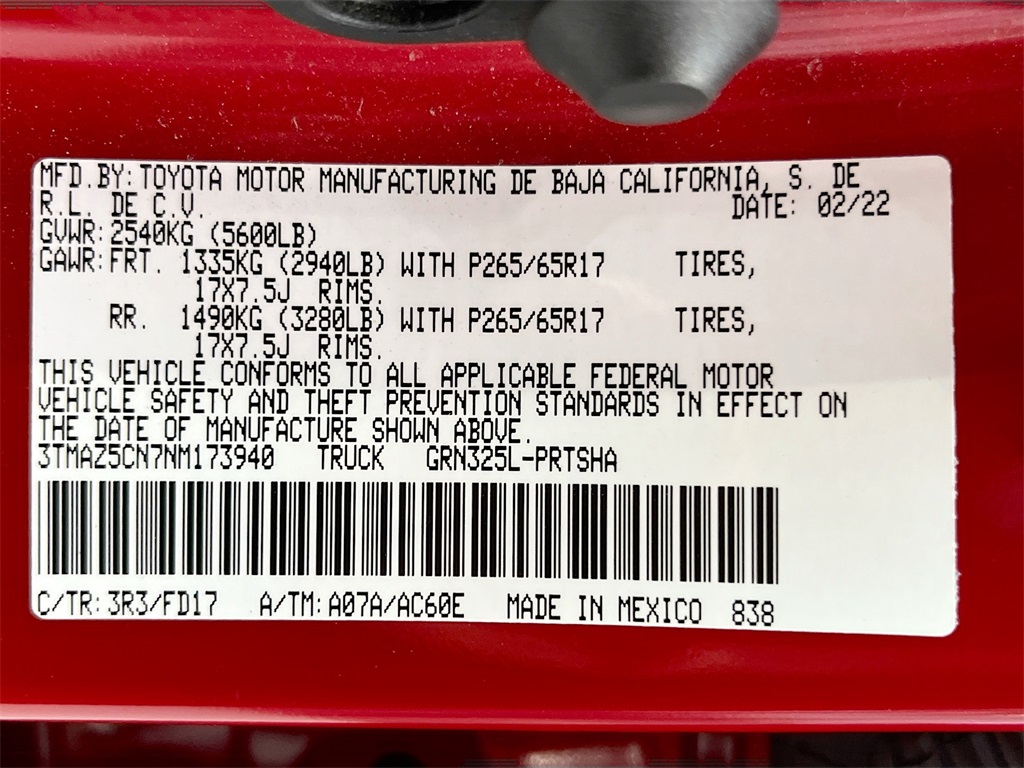 MFD.BY:TOYOTA MOTOR MANUFACTURING DE BAJA CALIFORNIA, S. DE
R.L. DE C.V. DATE: 02/22
GVWR:2540KG (5600LB)
GAWR:FRT. 1335KG (2940LB) WITH P265/65R17 TIRES,
17X7.5J RIMS.
RR. 1490KG (3280LB) WITH P265/65R17 TIRES,
17X7.5J RIMS.
THIS VEHICLE CONFORMS TO ALL APPLICABLE FEDERAL MOTOR
VEHICLE SAFETY AND THEFT PREVENTION STANDARDS IN EFFECT ON
THE DATE OF MANUFACTURE SHOWN ABOVE.
3TMAZ5CN7NM173940 TRUCK GRN325L-PRTSHA
C/TR:3R3/FD17 A/TM:A07A/AC60E MADE IN MEXICO 838